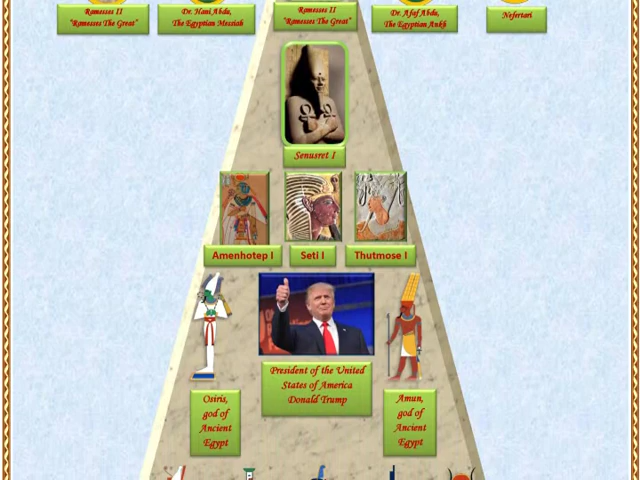 Ramesses II
"Ramesses The Great"
Dr. Hani Abdu,
The Egyptian Messiah
Ramesses II
"Ramesses The Great"
Dr. Afaf Abdu,
The Egyptian Ankh
Nefertari
Senusret I
Amenhotep I
Seti I
Thutmose I
President of the United
States of America
Donald Trump
Osiris,
god of
Ancient
Egypt
Amun,
god of
Ancient
Egypt